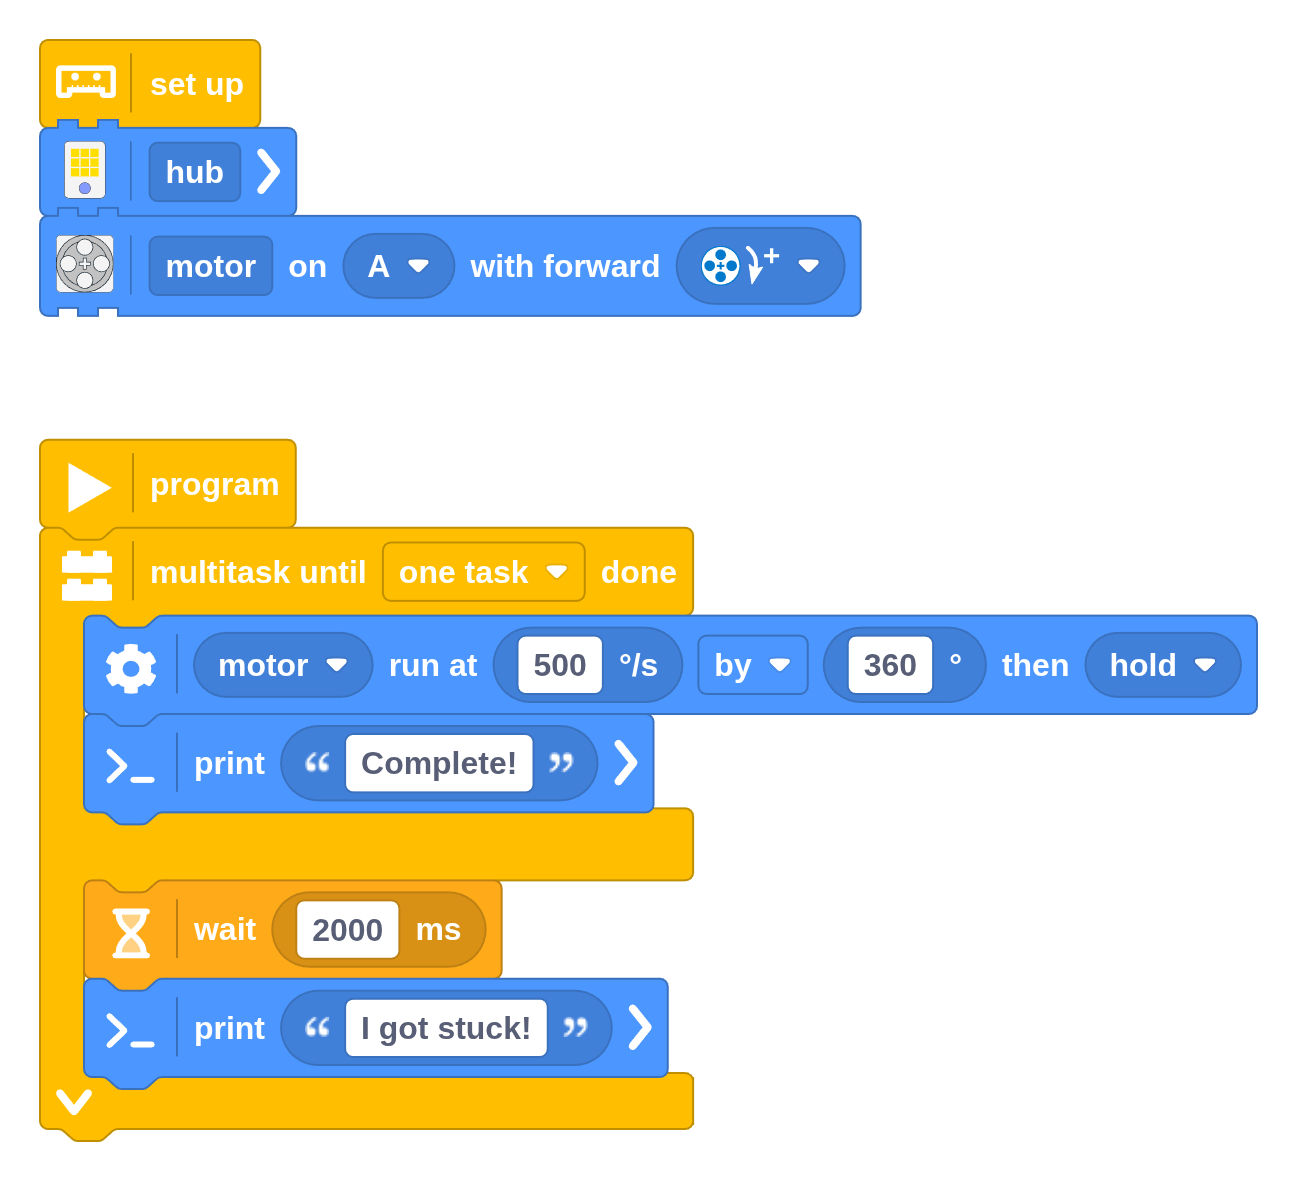 set up
hub
motor on A with forward +
program
multitask until one task done
motor run at 500 °/s by 360 ° then hold
print “ Complete! ”
wait 2000 ms
print “ I got stuck! ”